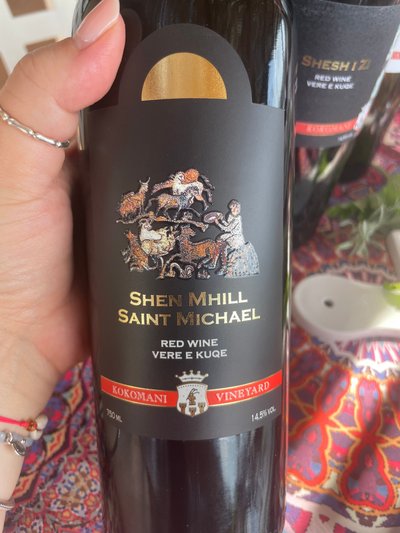 SHEN MHILL
SAINT MICHAEL
RED WINE
VERE E KUQE
KOKOMANI VINEYARD
750 ML
14,5% VOL.
SHESH I ZI
RED WINE
VERE E KUQE
KOKOMANI